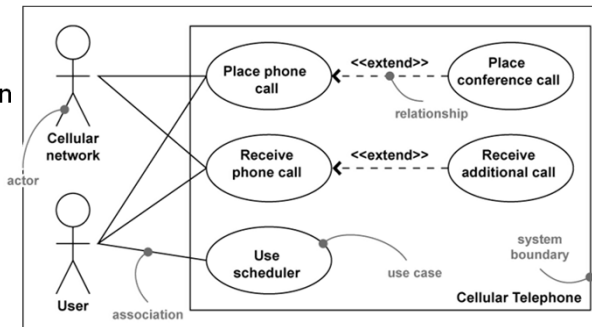 n
Cellular
network
actor
User
association
Place phone
call
<<extend>>
Place
conference call
relationship
Receive
phone call
<<extend>>
Receive
additional call
Use
scheduler
use case
system
boundary
Cellular Telephone